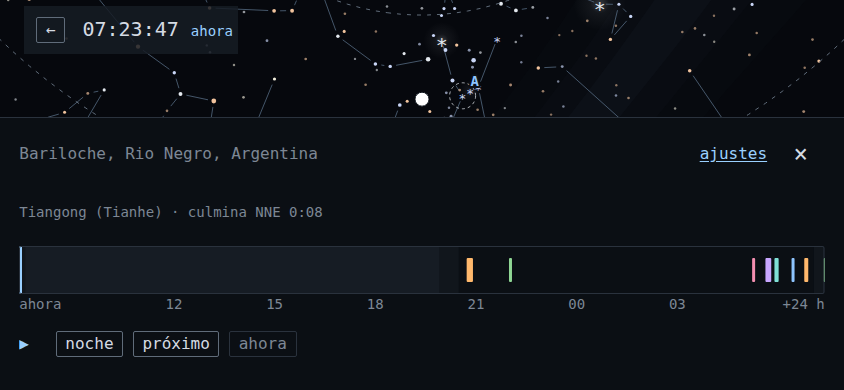 ← 07:23:47 ahora
A
Bariloche, Rio Negro, Argentina ajustes ×
Tiangong (Tianhe) · culmina NNE 0:08
ahora 12 15 18 21 00 03 +24 h
▶ noche próximo ahora